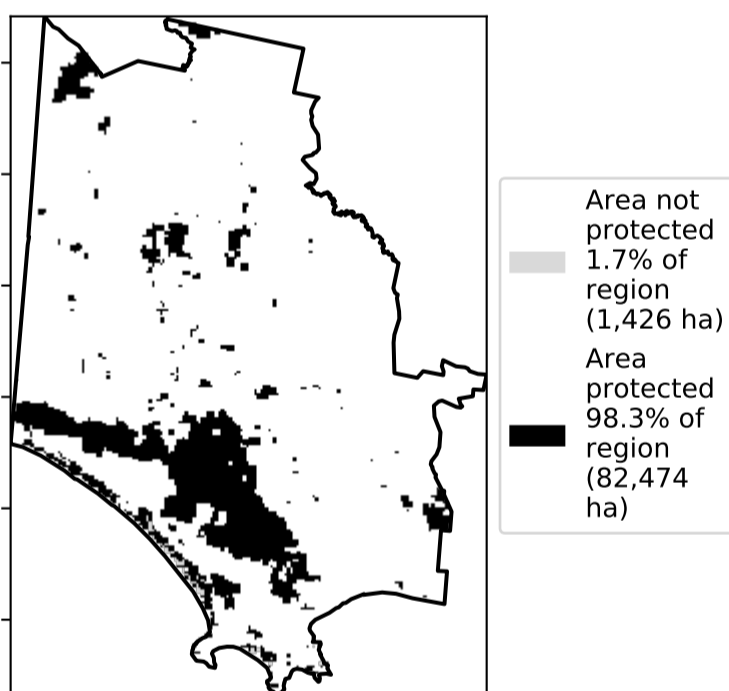 Area not
protected
1.7% of
region
(1,426 ha)
Area
protected
98.3% of
region
(82,474
ha)